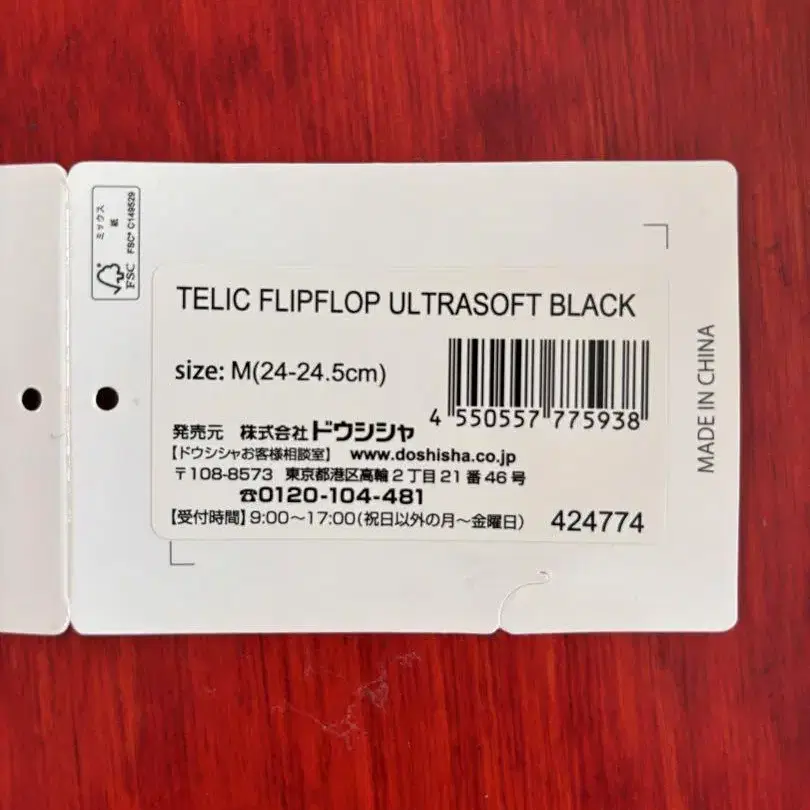 ミックス
紙
FSC® C149529
FSC
TELIC FLIPFLOP ULTRASOFT BLACK
size: M(24-24.5cm)
4 550557 775938
発売元 株式会社ドウシシャ
【ドウシシャお客様相談室】 www.doshisha.co.jp
〒108-8573 東京都港区高輪2丁目21番46号
☎0120-104-481
【受付時間】9:00～17:00(祝日以外の月～金曜日) 424774
MADE IN CHINA